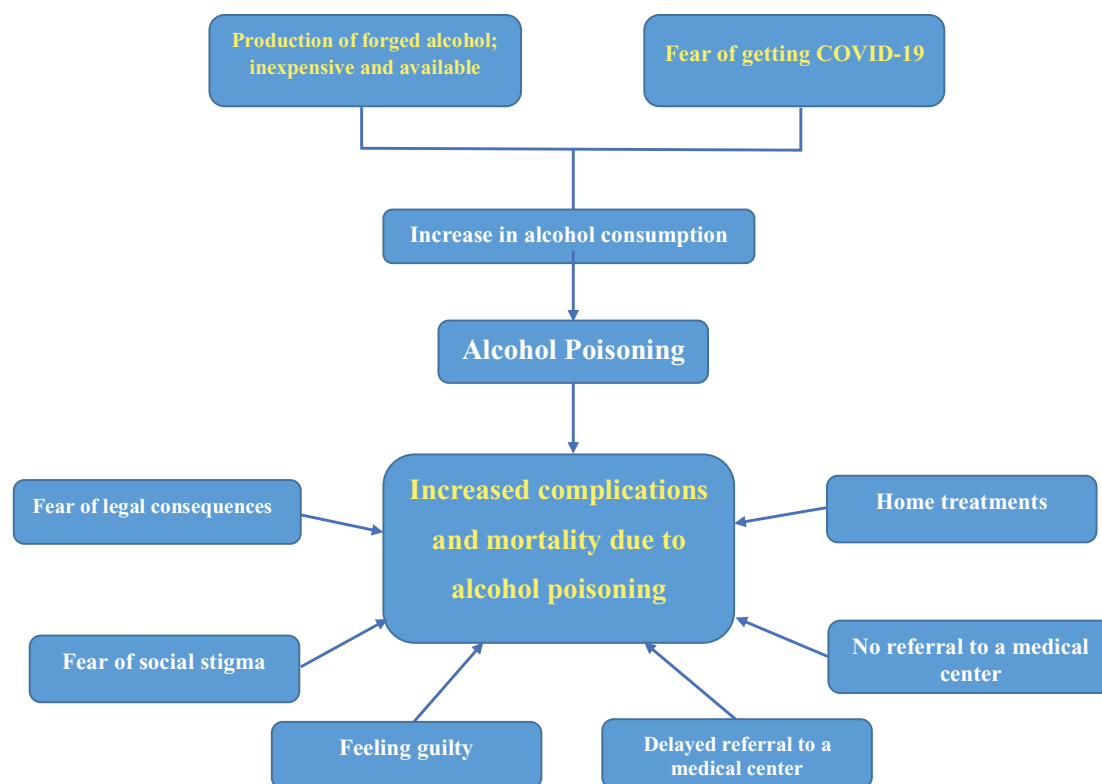 Production of forged alcohol;
inexpensive and available
Fear of getting COVID-19
Increase in alcohol consumption
Alcohol Poisoning
Increased complications
and mortality due to
alcohol poisoning
Fear of legal consequences
Home treatments
Fear of social stigma
No referral to a medical
center
Feeling guilty
Delayed referral to a
medical center